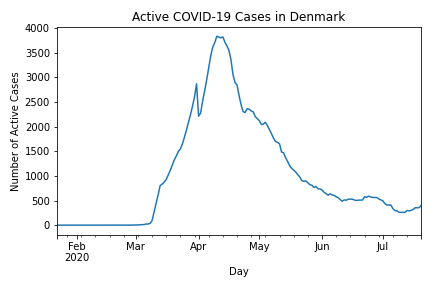 Active COVID-19 Cases in Denmark
4000
3500
3000
2500
2000
1500
1000
500
0
Number of Active Cases
Feb Mar Apr May Jun Jul
2020
Day